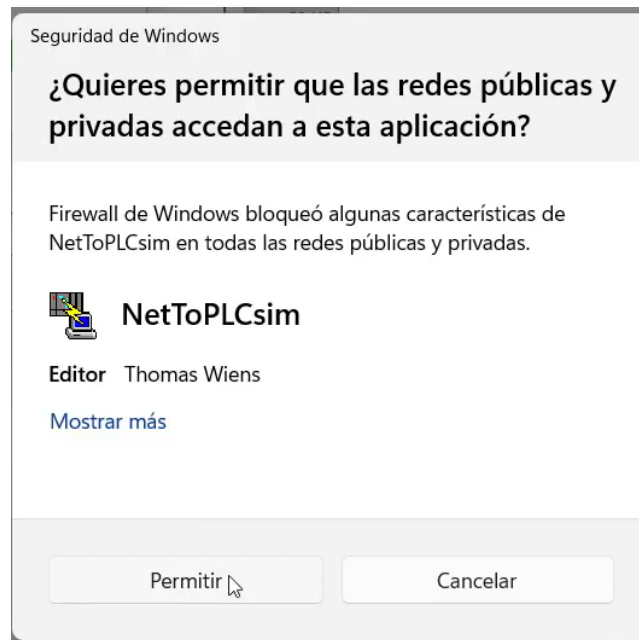 Seguridad de Windows
¿Quieres permitir que las redes públicas y
privadas accedan a esta aplicación?
Firewall de Windows bloqueó algunas características de
NetToPLCsim en todas las redes públicas y privadas.
NetToPLCsim
Editor Thomas Wiens
Mostrar más
Permitir Cancelar